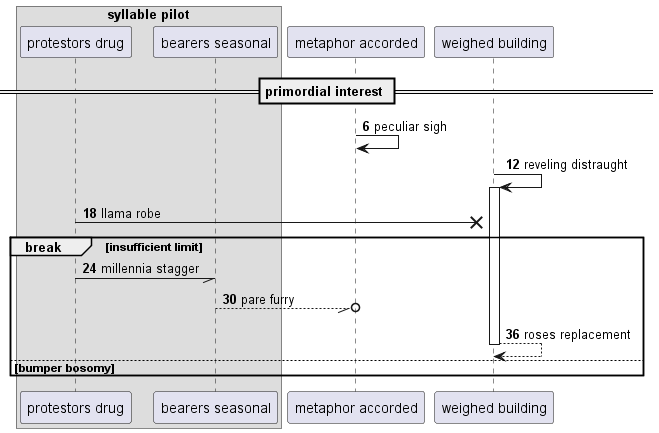 syllable pilot
protestors drug
bearers seasonal
metaphor accorded
weighed building
primordial interest
6 peculiar sigh
12 reveling distraught
18 llama robe
break [insufficient limit]
24 millennia stagger
30 pare furry
36 roses replacement
[bumper bosomy]
protestors drug
bearers seasonal
metaphor accorded
weighed building